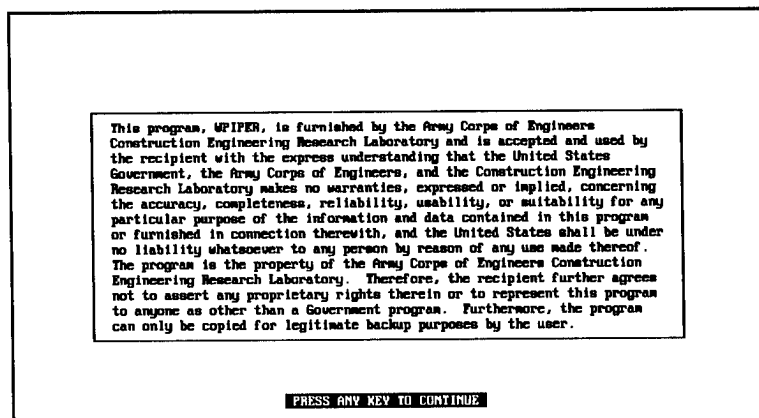 This program, WPIPER, is furnished by the Army Corps of Engineers
Construction Engineering Research Laboratory and is accepted and used by
the recipient with the express understanding that the United States
Government, the Army Corps of Engineers, and the Construction Engineering
Research Laboratory makes no warranties, expressed or implied, concerning
the accuracy, completeness, reliability, usability, or suitability for any
particular purpose of the information and data contained in this program
or furnished in connection therewith, and the United States shall be under
no liability whatsoever to any person by reason of any use made thereof.
The program is the property of the Army Corps of Engineers Construction
Engineering Research Laboratory.  Therefore, the recipient further agrees
not to assert any proprietary rights therein or to represent this program
to anyone as other than a Government program.  Furthermore, the program
can only be copied for legitimate backup purposes by the user.
PRESS ANY KEY TO CONTINUE